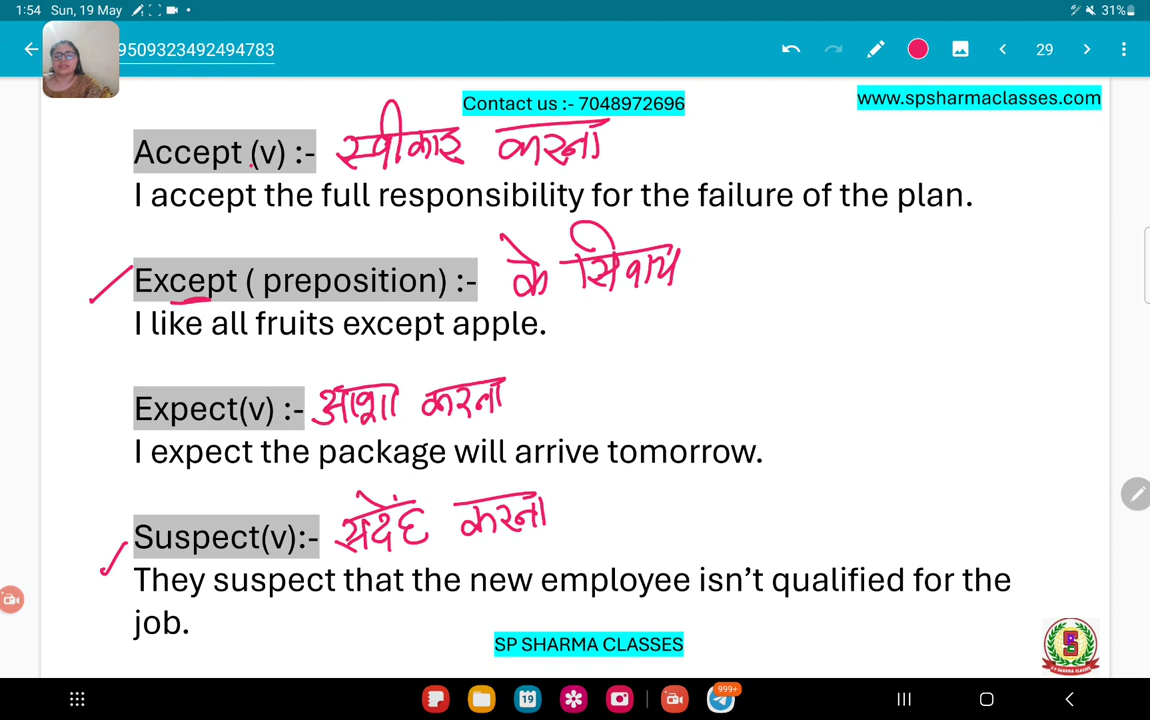 1:54 Sun, 19 May 31%
9509323492494783 29
Contact us :- 7048972696 www.spsharmaclasses.com
Accept (v) :- स्वीकार करना
I accept the full responsibility for the failure of the plan.
Except ( preposition) :- के सिवाय
I like all fruits except apple.
Expect(v) :- आशा करना
I expect the package will arrive tomorrow.
Suspect(v):- संदेह करना
They suspect that the new employee isn’t qualified for the
job.
SP SHARMA CLASSES
19 999+